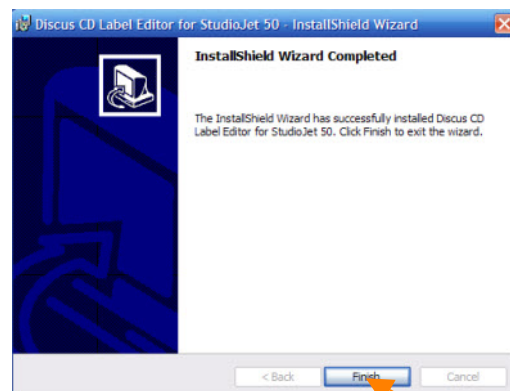 Discus CD Label Editor for StudioJet 50 - InstallShield Wizard
InstallShield Wizard Completed
The InstallShield Wizard has successfully installed Discus CD
Label Editor for StudioJet 50. Click Finish to exit the wizard.
< Back Finish Cancel